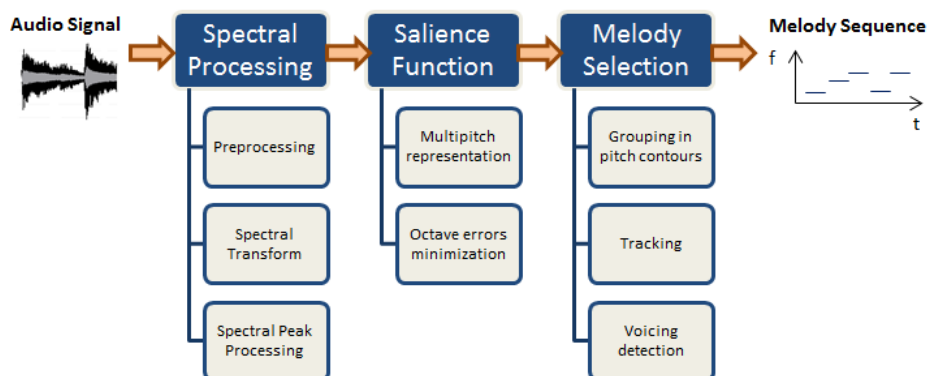 Audio Signal
Spectral
Processing
Salience
Function
Melody
Selection
Melody Sequence
f
t
Preprocessing
Spectral
Transform
Spectral Peak
Processing
Multipitch
representation
Octave errors
minimization
Grouping in
pitch contours
Tracking
Voicing
detection